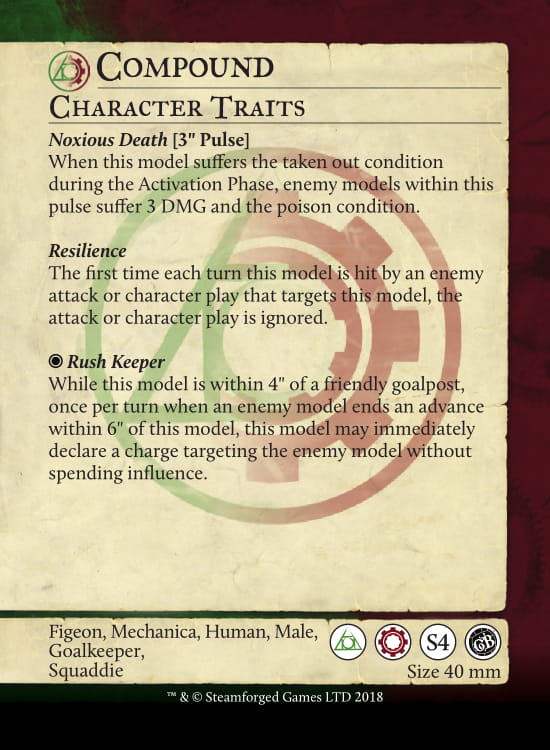 COMPOUND
CHARACTER TRAITS
Noxious Death [3" Pulse]
When this model suffers the taken out condition
during the Activation Phase, enemy models within this
pulse suffer 3 DMG and the poison condition.
Resilience
The first time each turn this model is hit by an enemy
attack or character play that targets this model, the
attack or character play is ignored.
Rush Keeper
While this model is within 4" of a friendly goalpost,
once per turn when an enemy model ends an advance
within 6" of this model, this model may immediately
declare a charge targeting the enemy model without
spending influence.
Figeon, Mechanica, Human, Male,
Goalkeeper,
Squaddie
S4
GB
Size 40 mm
™ & © Steamforged Games LTD 2018